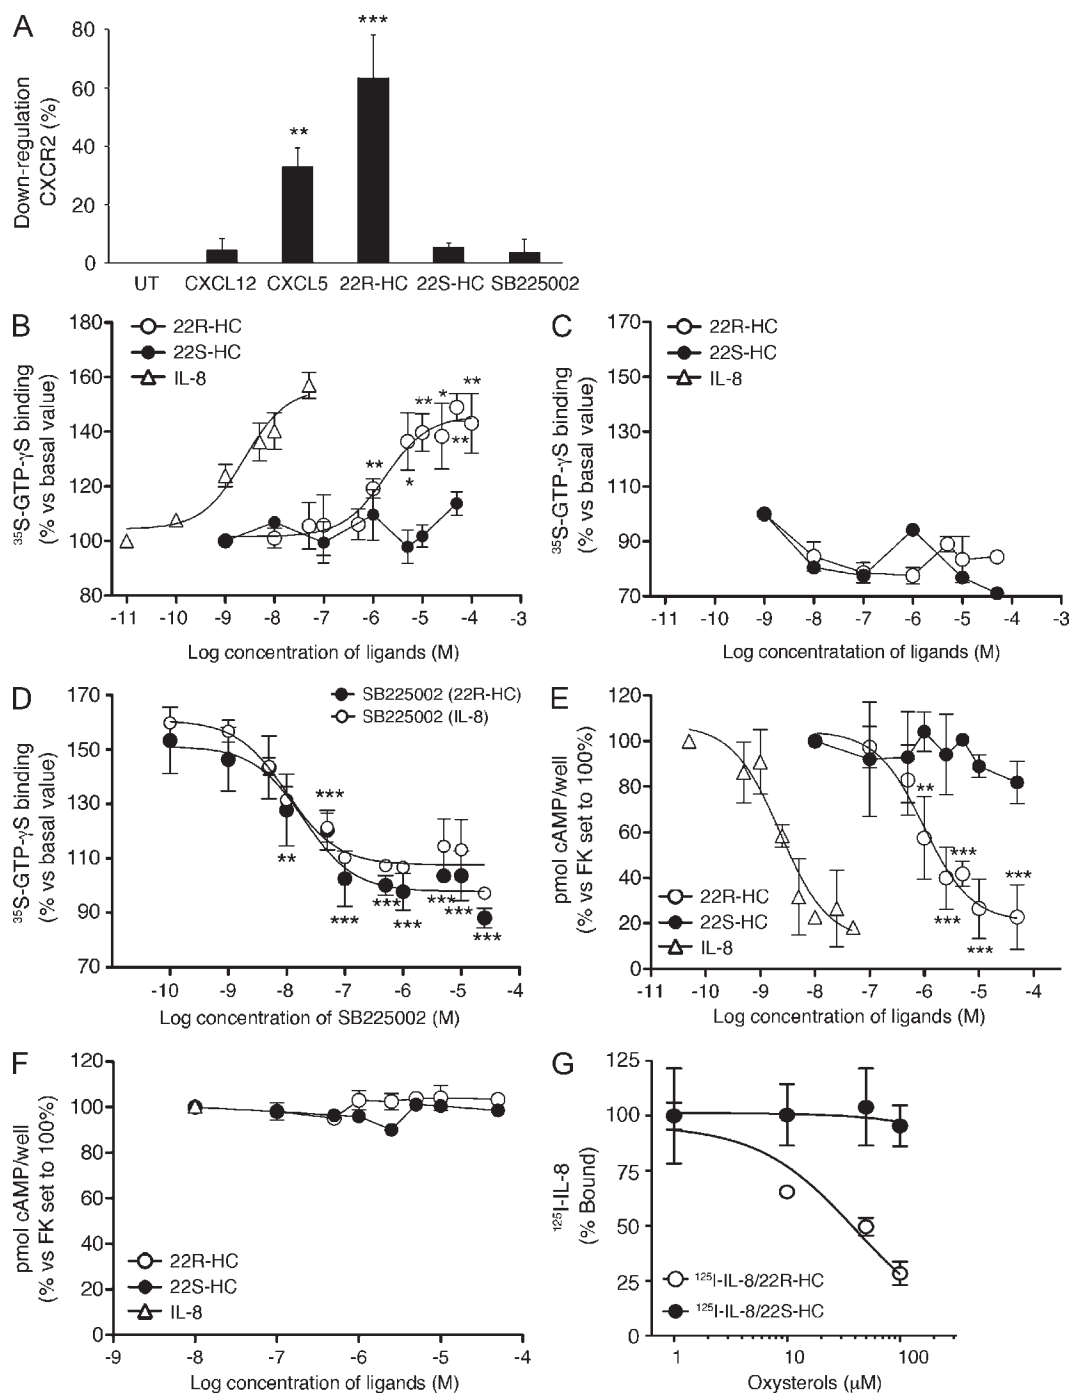 A
Down-regulation
CXCR2 (%)
80
60
40
20
0
**
***
UT CXCL12 CXCL5 22R-HC 22S-HC SB225002
B
35S-GTP-γS binding
(% vs basal value)
180
160
140
120
100
80
22R-HC
22S-HC
IL-8
**
*
**
*
**
**
-11 -10 -9 -8 -7 -6 -5 -4 -3
Log concentration of ligands (M)
C
35S-GTP-γS binding
(% vs basal value)
170
150
130
110
90
70
22R-HC
22S-HC
IL-8
-11 -10 -9 -8 -7 -6 -5 -4 -3
Log concentratation of ligands (M)
D
35S-GTP-γS binding
(% vs basal value)
170
150
130
110
90
70
SB225002 (22R-HC)
SB225002 (IL-8)
**
***
***
***
***
***
***
***
-10 -9 -8 -7 -6 -5 -4
Log concentration of SB225002 (M)
E
pmol cAMP/well
(% vs FK set to 100%)
120
100
80
60
40
20
0
**
***
***
***
***
22R-HC
22S-HC
IL-8
-11 -10 -9 -8 -7 -6 -5 -4
Log concentration of ligands (M)
F
pmol cAMP/well
(% vs FK set to 100%)
120
100
80
60
40
20
0
22R-HC
22S-HC
IL-8
-9 -8 -7 -6 -5 -4
Log concentration of ligands (M)
G
125I-IL-8
(% Bound)
125
100
75
50
25
0
125I-IL-8/22R-HC
125I-IL-8/22S-HC
1 10 100
Oxysterols (μM)